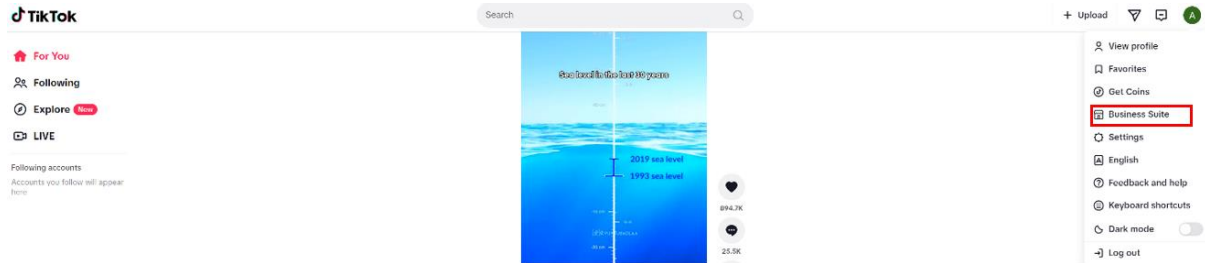 TikTok
Search
Upload
A
For You
Following
Explore New
LIVE
Following accounts
Accounts you follow will appear
here
Sea level in the last 30 years
2019 sea level
1993 sea level
894.7K
25.5K
View profile
Favorites
Get Coins
Business Suite
Settings
A English
Feedback and help
Keyboard shortcuts
Dark mode
Log out